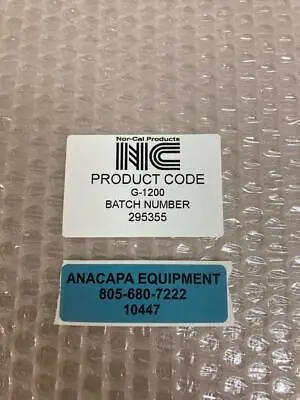 Nor-Cal Products
NC
PRODUCT CODE
G-1200
BATCH NUMBER
295355
ANACAPA EQUIPMENT
805-680-7222
10447